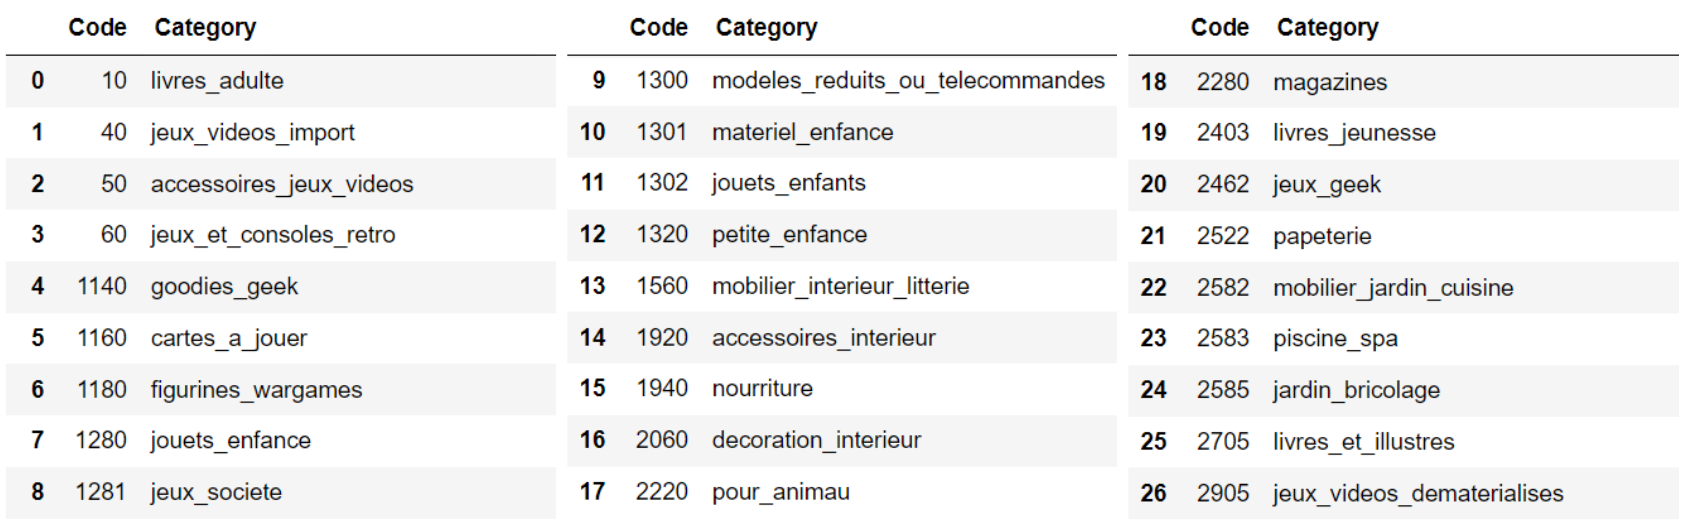 Code Category
0 10 livres_adulte
1 40 jeux_videos_import
2 50 accessoires_jeux_videos
3 60 jeux_et_consoles_retro
4 1140 goodies_geek
5 1160 cartes_a_jouer
6 1180 figurines_wargames
7 1280 jouets_enfance
8 1281 jeux_societe
Code Category
9 1300 modeles_reduits_ou_telecommandes
10 1301 materiel_enfance
11 1302 jouets_enfants
12 1320 petite_enfance
13 1560 mobilier_interieur_litterie
14 1920 accessoires_interieur
15 1940 nourriture
16 2060 decoration_interieur
17 2220 pour_animau
Code Category
18 2280 magazines
19 2403 livres_jeunesse
20 2462 jeux_geek
21 2522 papeterie
22 2582 mobilier_jardin_cuisine
23 2583 piscine_spa
24 2585 jardin_bricolage
25 2705 livres_et_illustres
26 2905 jeux_videos_dematerialises